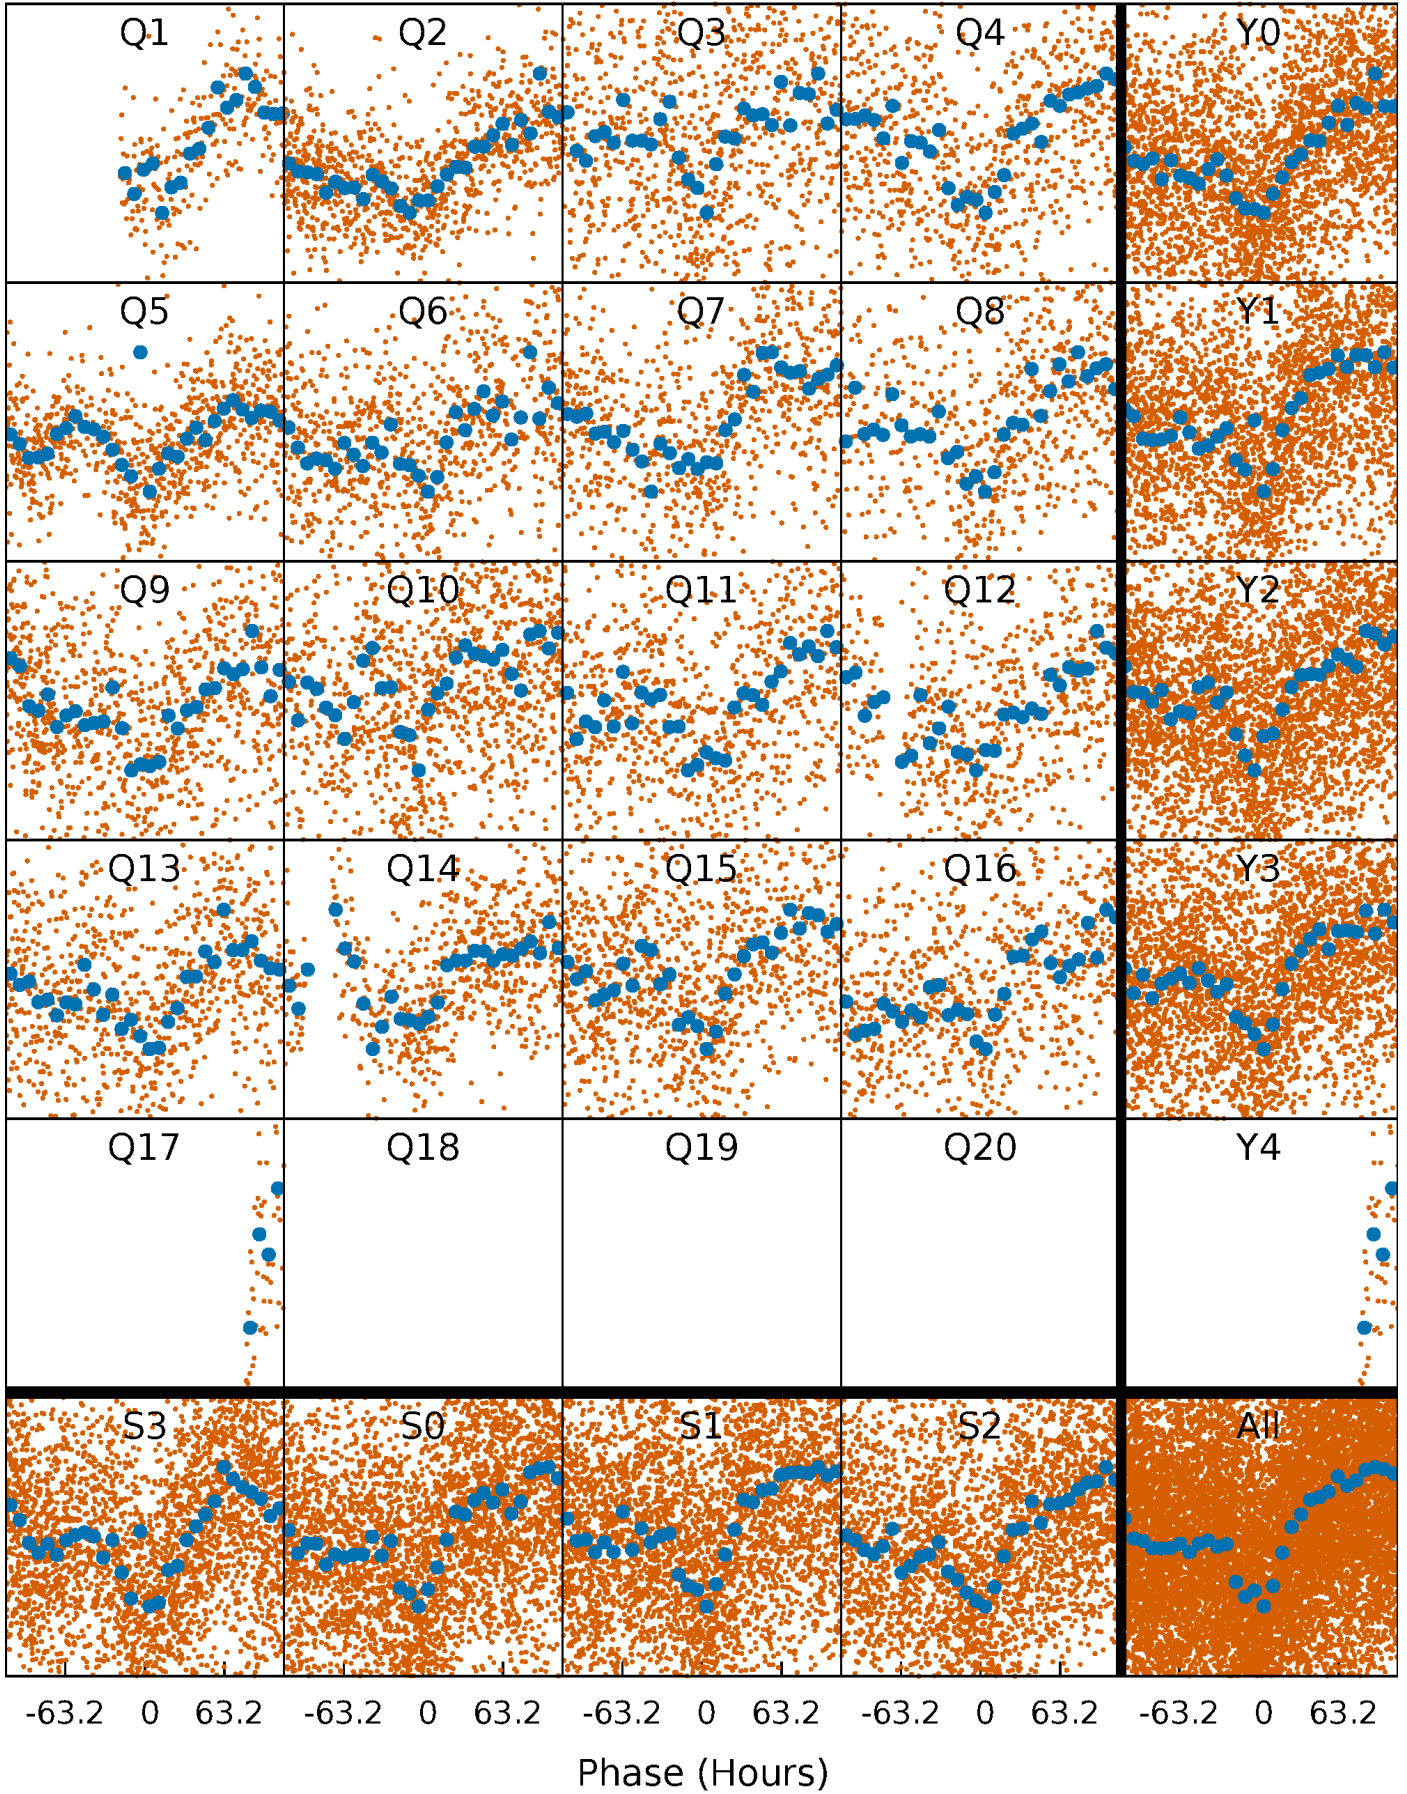 Q1 Q2 Q3 Q4 Y0
Q5 Q6 Q7 Q8 Y1
Q9 Q10 Q11 Q12 Y2
Q13 Q14 Q15 Q16 Y3
Q17 Q18 Q19 Q20 Y4
S3 S0 S1 S2 All
-63.2 0 63.2 -63.2 0 63.2 -63.2 0 63.2 -63.2 0 63.2 -63.2 0 63.2
Phase (Hours)